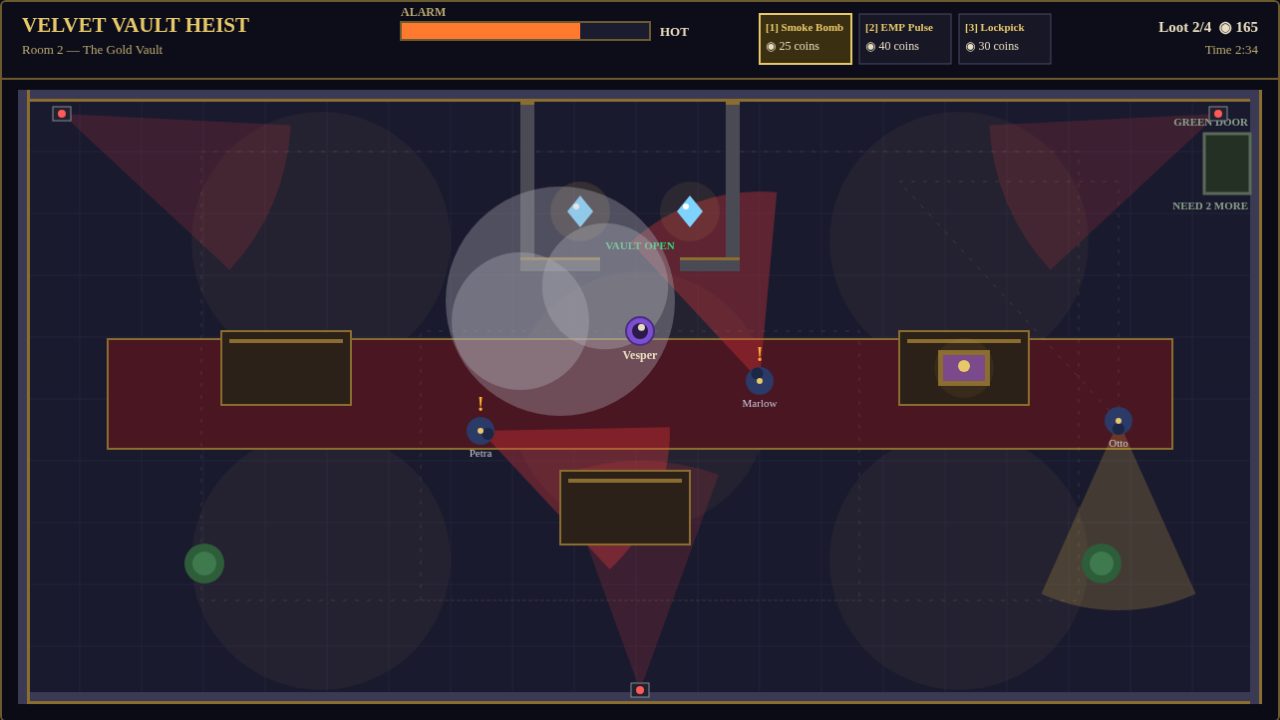 VELVET VAULT HEIST
Room 2 — The Gold Vault
ALARM
HOT
[1] Smoke Bomb
◉ 25 coins
[2] EMP Pulse
◉ 40 coins
[3] Lockpick
◉ 30 coins
Loot 2/4 ◉ 165
Time 2:34
GREEN DOOR
NEED 2 MORE
VAULT OPEN
Vesper
!
Marlow
!
Petra
Otto